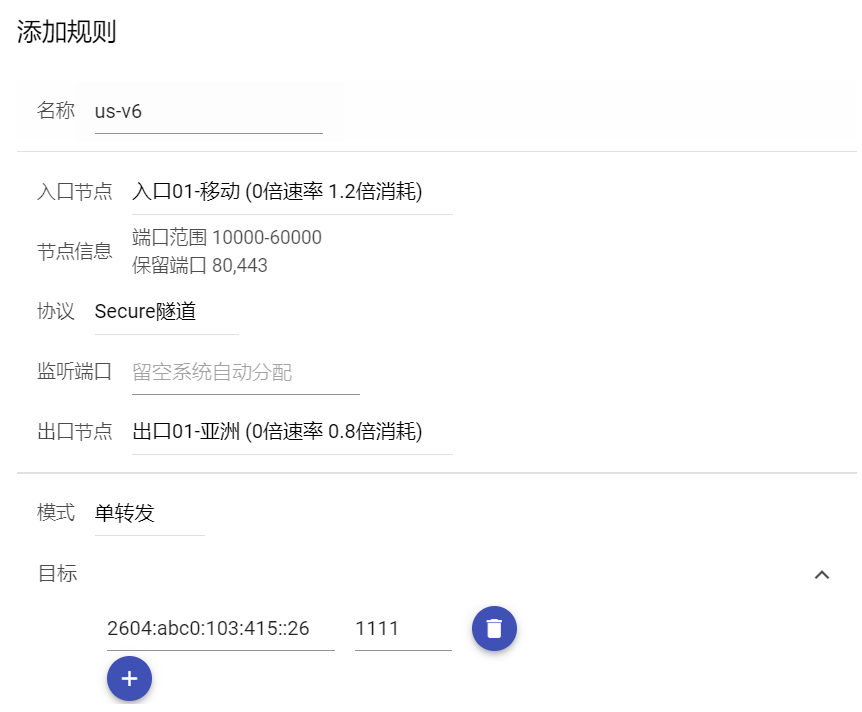 添加规则
名称 us-v6
入口节点 入口01-移动 (0倍速率 1.2倍消耗)
节点信息 端口范围 10000-60000
保留端口 80,443
协议 Secure隧道
监听端口 留空系统自动分配
出口节点 出口01-亚洲 (0倍速率 0.8倍消耗)
模式 单转发
目标
2604:abc0:103:415::26 1111